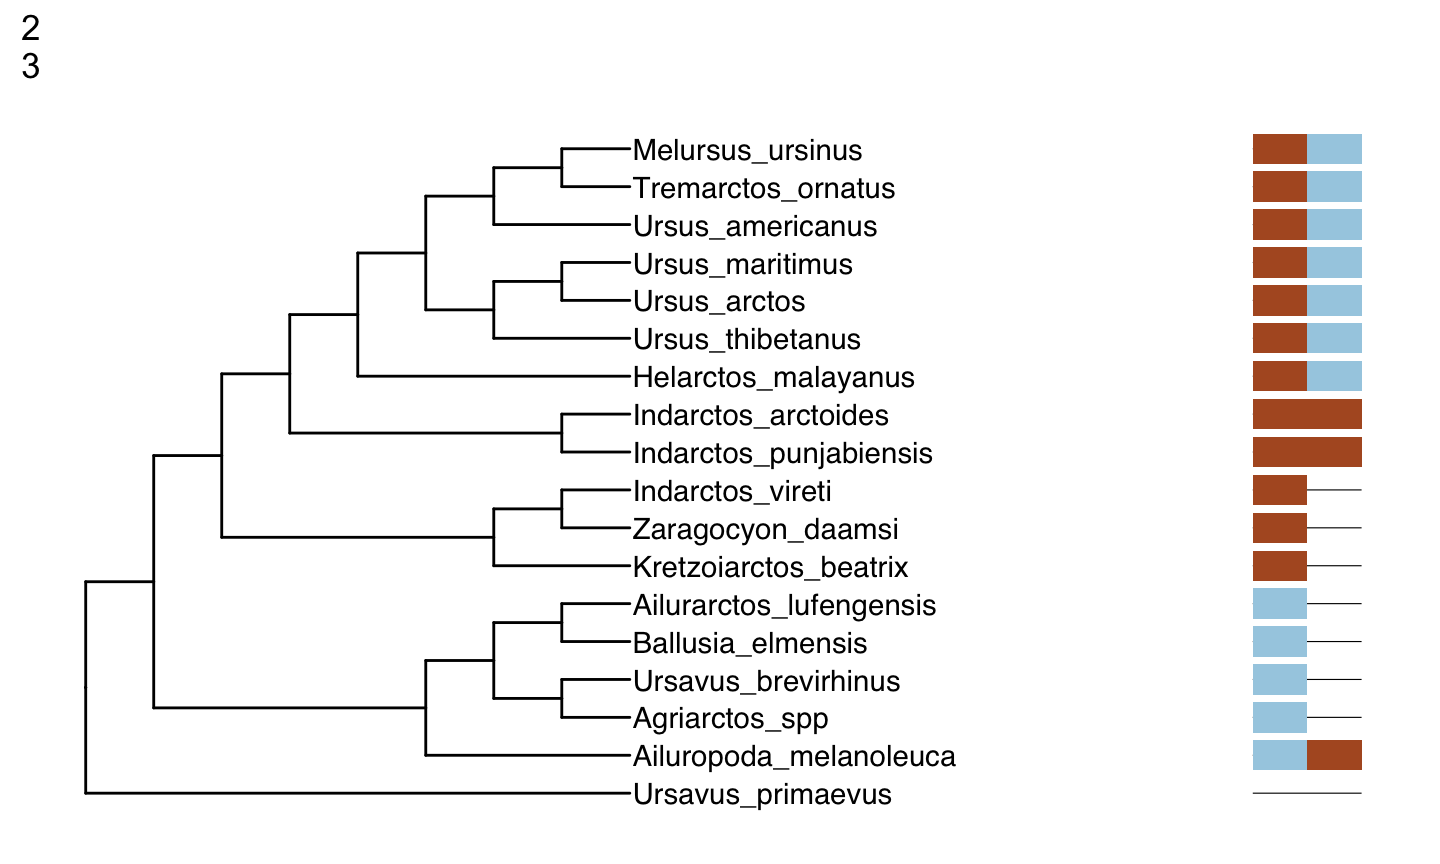 2
3
Melursus_ursinus
Tremarctos_ornatus
Ursus_americanus
Ursus_maritimus
Ursus_arctos
Ursus_thibetanus
Helarctos_malayanus
Indarctos_arctoides
Indarctos_punjabiensis
Indarctos_vireti
Zaragocyon_daamsi
Kretzoiarctos_beatrix
Ailurarctos_lufengensis
Ballusia_elmensis
Ursavus_brevirhinus
Agriarctos_spp
Ailuropoda_melanoleuca
Ursavus_primaevus